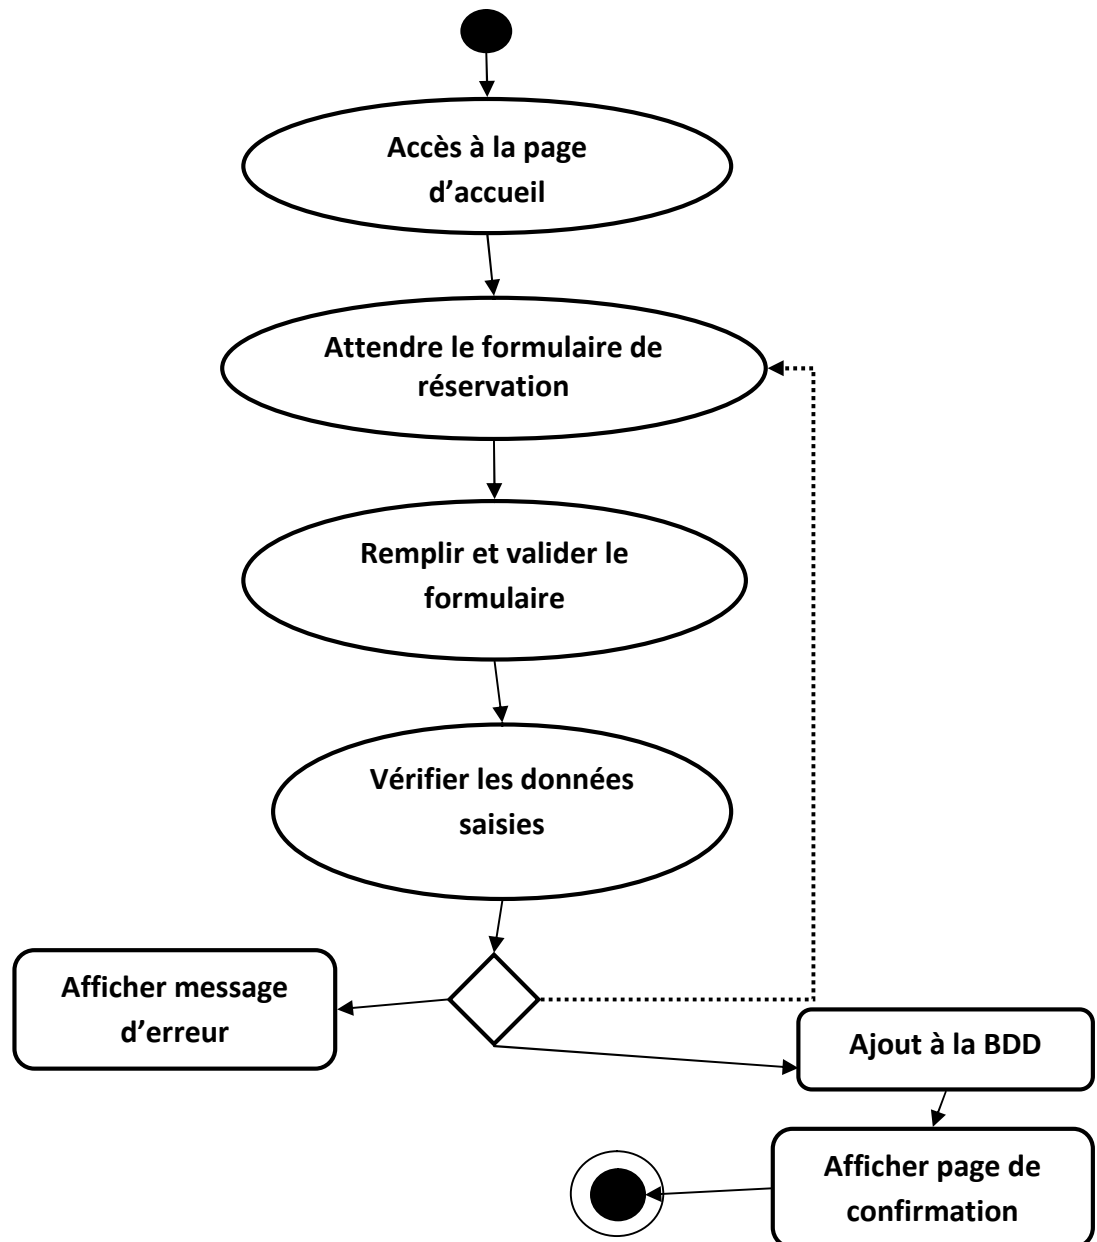 Accès à la page
d’accueil
Attendre le formulaire de
réservation
Remplir et valider le
formulaire
Vérifier les données
saisies
Afficher message
d’erreur
Ajout à la BDD
Afficher page de
confirmation